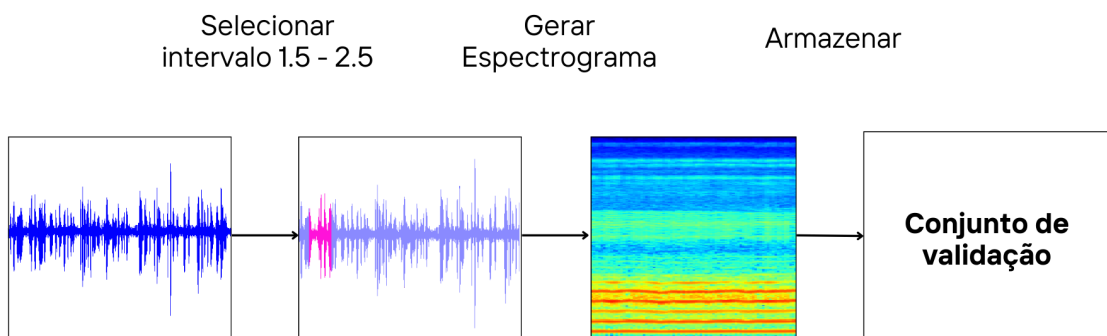 Selecionar
intervalo 1.5 - 2.5
Gerar
Espectrograma
Armazenar
Conjunto de
validação